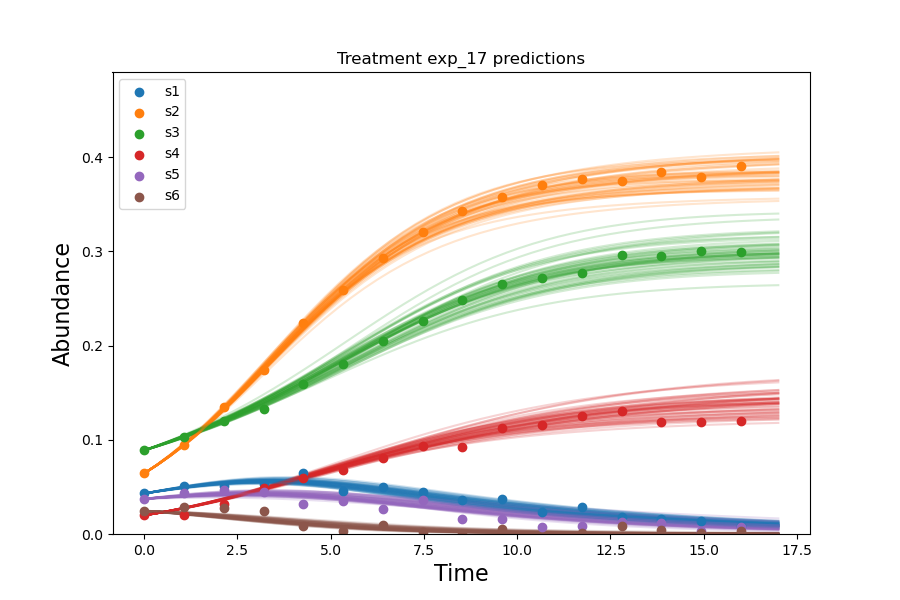 Treatment exp_17 predictions
s1
s2
s3
s4
s5
s6
Abundance
0.4
0.3
0.2
0.1
0.0
0.0 2.5 5.0 7.5 10.0 12.5 15.0 17.5
Time